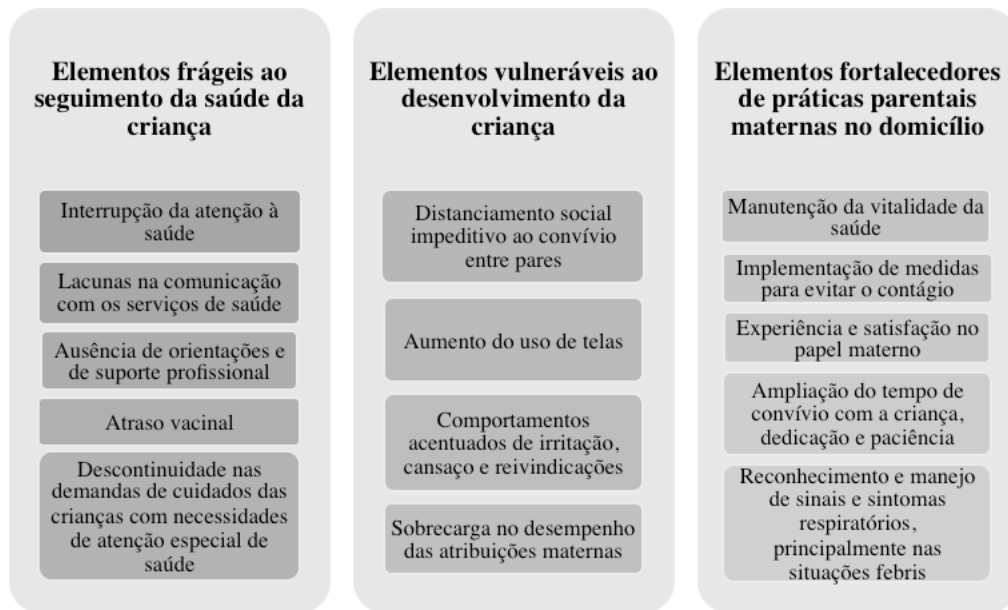 Elementos frágeis ao
seguimento da saúde da
criança
Interrupção da atenção à
saúde
Lacunas na comunicação
com os serviços de saúde
Ausência de orientações e
de suporte profissional
Atraso vacinal
Descontinuidade nas
demandas de cuidados das
crianças com necessidades
de atenção especial de
saúde
Elementos vulneráveis ao
desenvolvimento da
criança
Distanciamento social
impeditivo ao convívio
entre pares
Aumento do uso de telas
Comportamentos
acentuados de irritação,
cansaço e reivindicações
Sobrecarga no desempenho
das atribuições maternas
Elementos fortalecedores
de práticas parentais
maternas no domicílio
Manutenção da vitalidade da
saúde
Implementação de medidas
para evitar o contágio
Experiência e satisfação no
papel materno
Ampliação do tempo de
convívio com a criança,
dedicação e paciência
Reconhecimento e manejo
de sinais e sintomas
respiratórios,
principalmente nas
situações febris